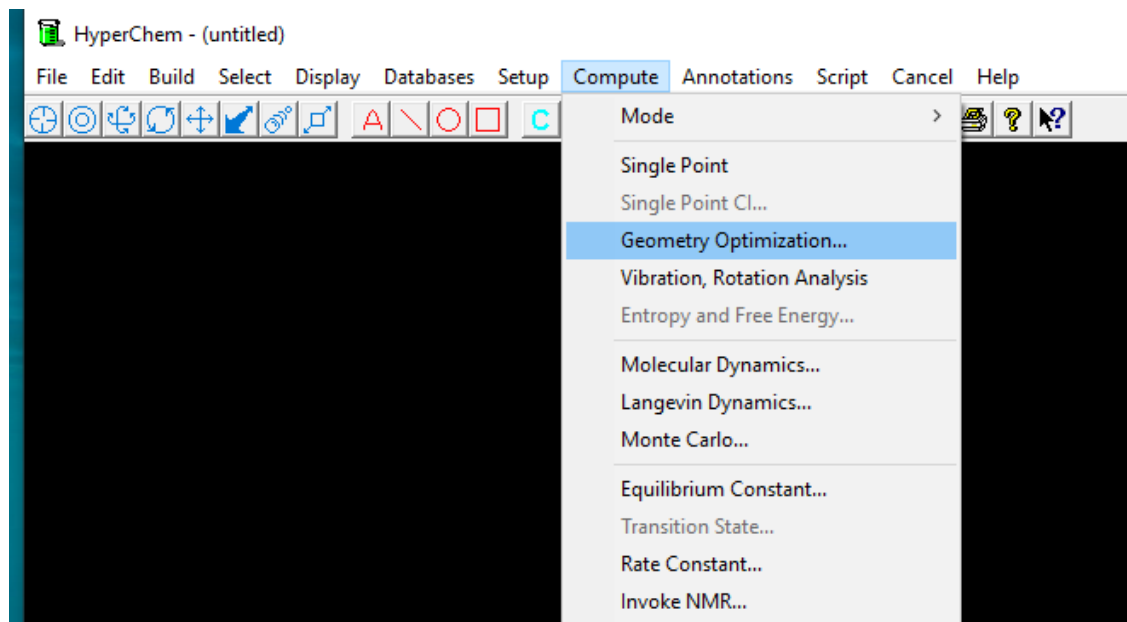 HyperChem - (untitled)
File Edit Build Select Display Databases Setup Compute Annotations Script Cancel Help
A C ? ?
Mode
Single Point
Single Point CI...
Geometry Optimization...
Vibration, Rotation Analysis
Entropy and Free Energy...
Molecular Dynamics...
Langevin Dynamics...
Monte Carlo...
Equilibrium Constant...
Transition State...
Rate Constant...
Invoke NMR...